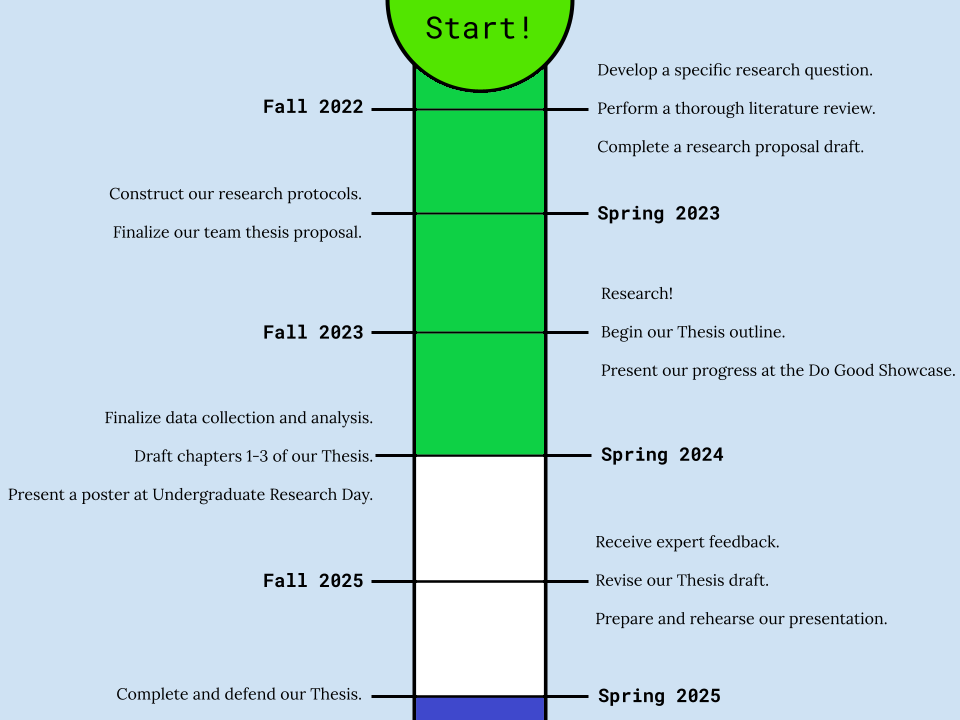 Start!
Fall 2022
Develop a specific research question.
Perform a thorough literature review.
Complete a research proposal draft.
Construct our research protocols.
Finalize our team thesis proposal.
Spring 2023
Fall 2023
Research!
Begin our Thesis outline.
Present our progress at the Do Good Showcase.
Finalize data collection and analysis.
Draft chapters 1-3 of our Thesis.
Present a poster at Undergraduate Research Day.
Spring 2024
Fall 2025
Receive expert feedback.
Revise our Thesis draft.
Prepare and rehearse our presentation.
Complete and defend our Thesis.
Spring 2025